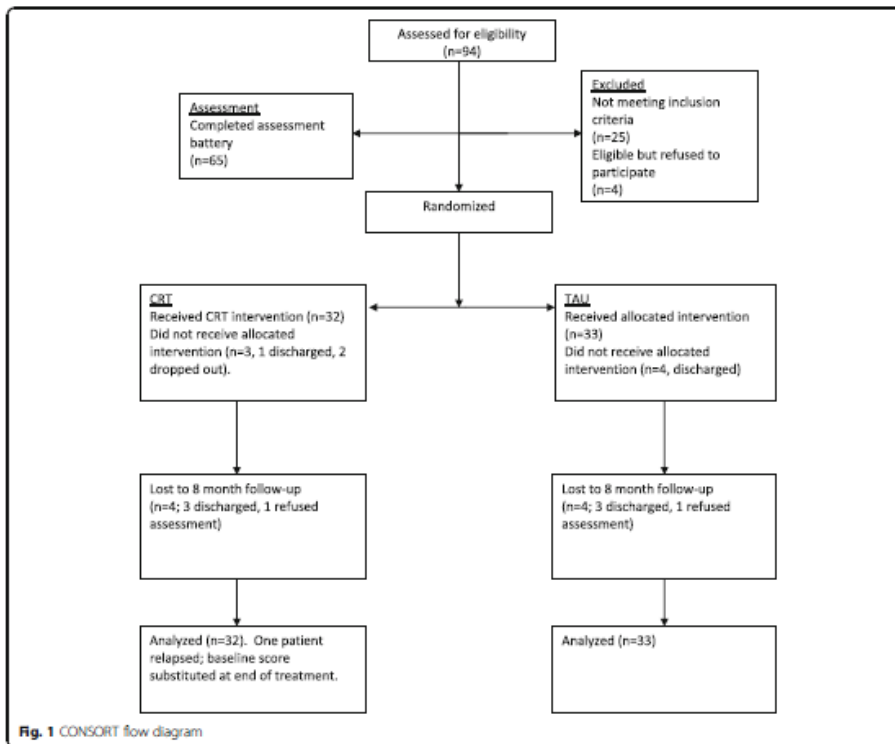 Assessed for eligibility
(n=94)
Assessment
Completed assessment
battery
(n=65)
Excluded
Not meeting inclusion
criteria
(n=25)
Eligible but refused to
participate
(n=4)
Randomized
CRT
Received CRT intervention (n=32)
Did not receive allocated
intervention (n=3, 1 discharged, 2
dropped out).
TAU
Received allocated intervention
(n=33)
Did not receive allocated
intervention (n=4, discharged)
Lost to 8 month follow-up
(n=4; 3 discharged, 1 refused
assessment)
Lost to 8 month follow-up
(n=4; 3 discharged, 1 refused
assessment)
Analyzed (n=32). One patient
relapsed; baseline score
substituted at end of treatment.
Analyzed (n=33)
Fig. 1 CONSORT flow diagram